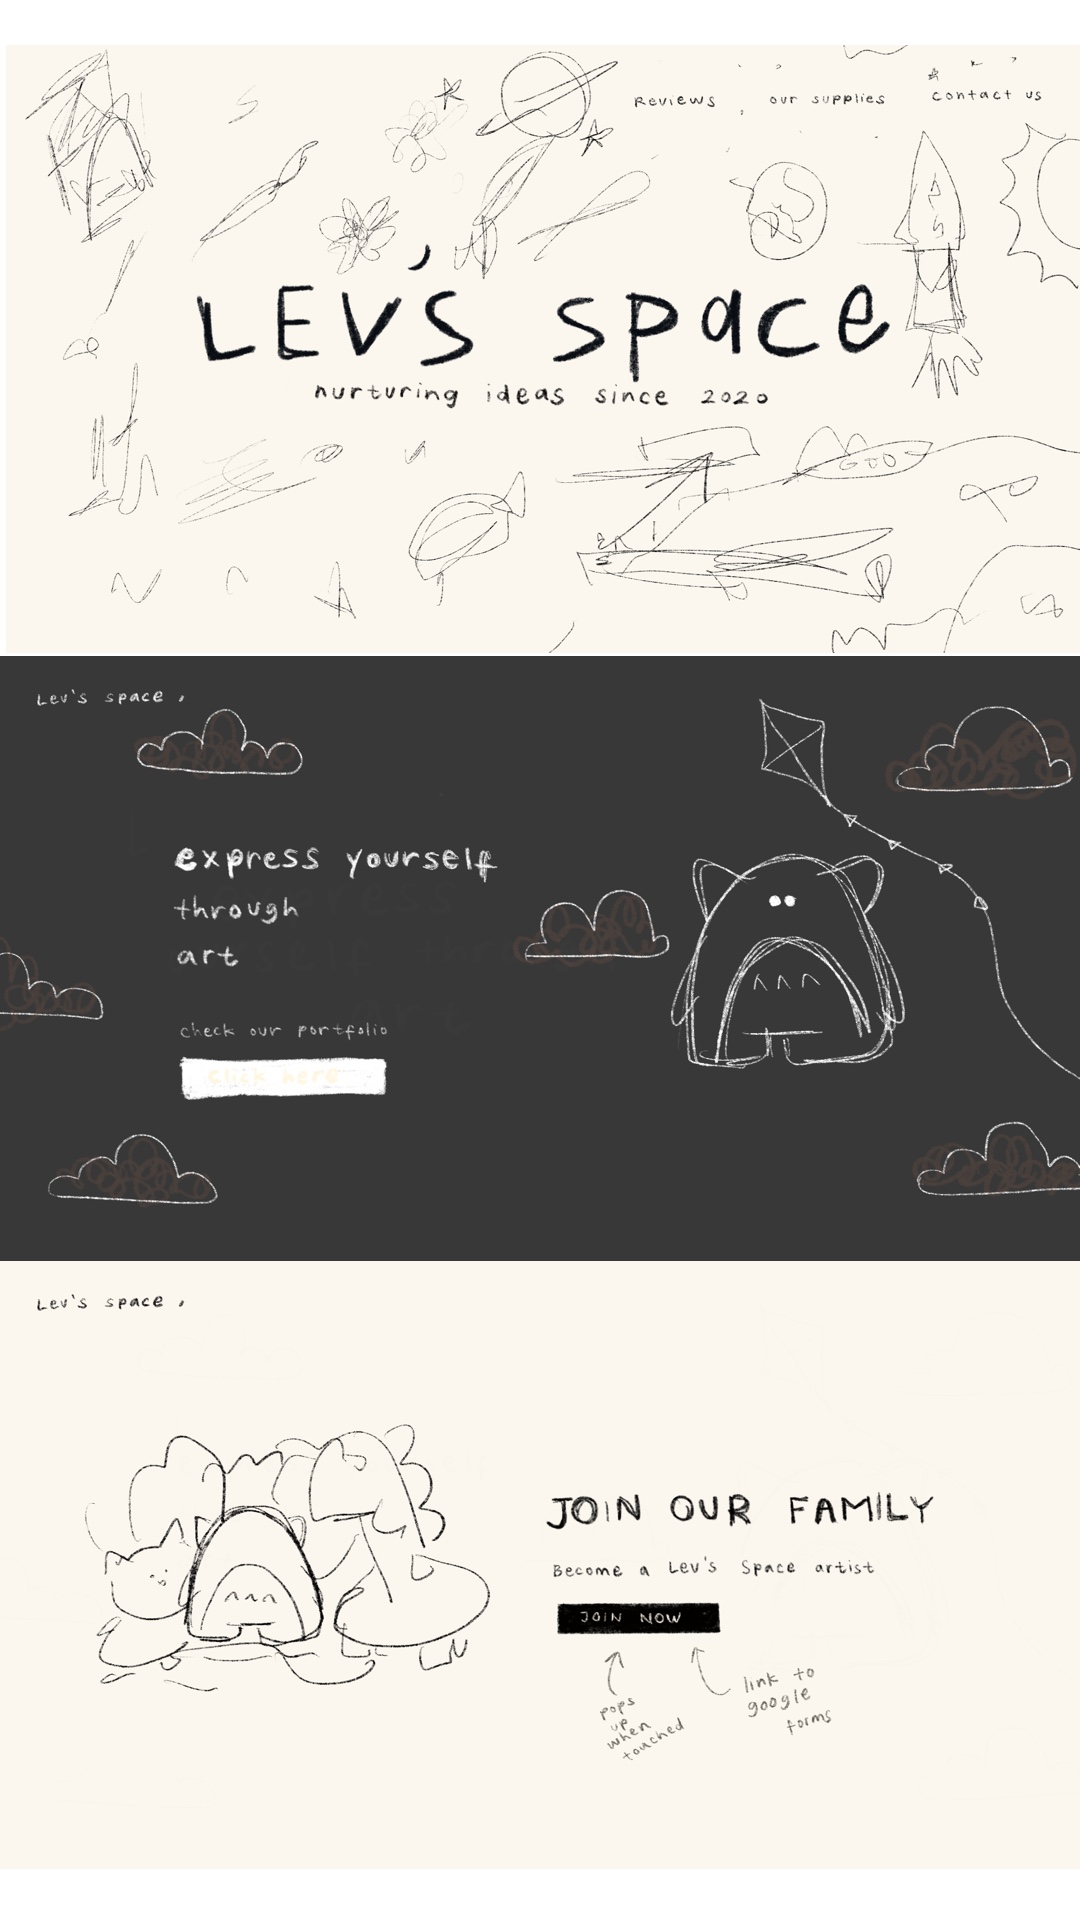 Reviews
our supplies
contact us
LEV'S space
nurturing ideas since 2020
Lev's space
express yourself
through
art
check our portfolio
click here
Lev's space
JOIN OUR FAMILY
Become a Lev's Space artist
JOIN NOW
pops
up
when
touched
link to
google
forms